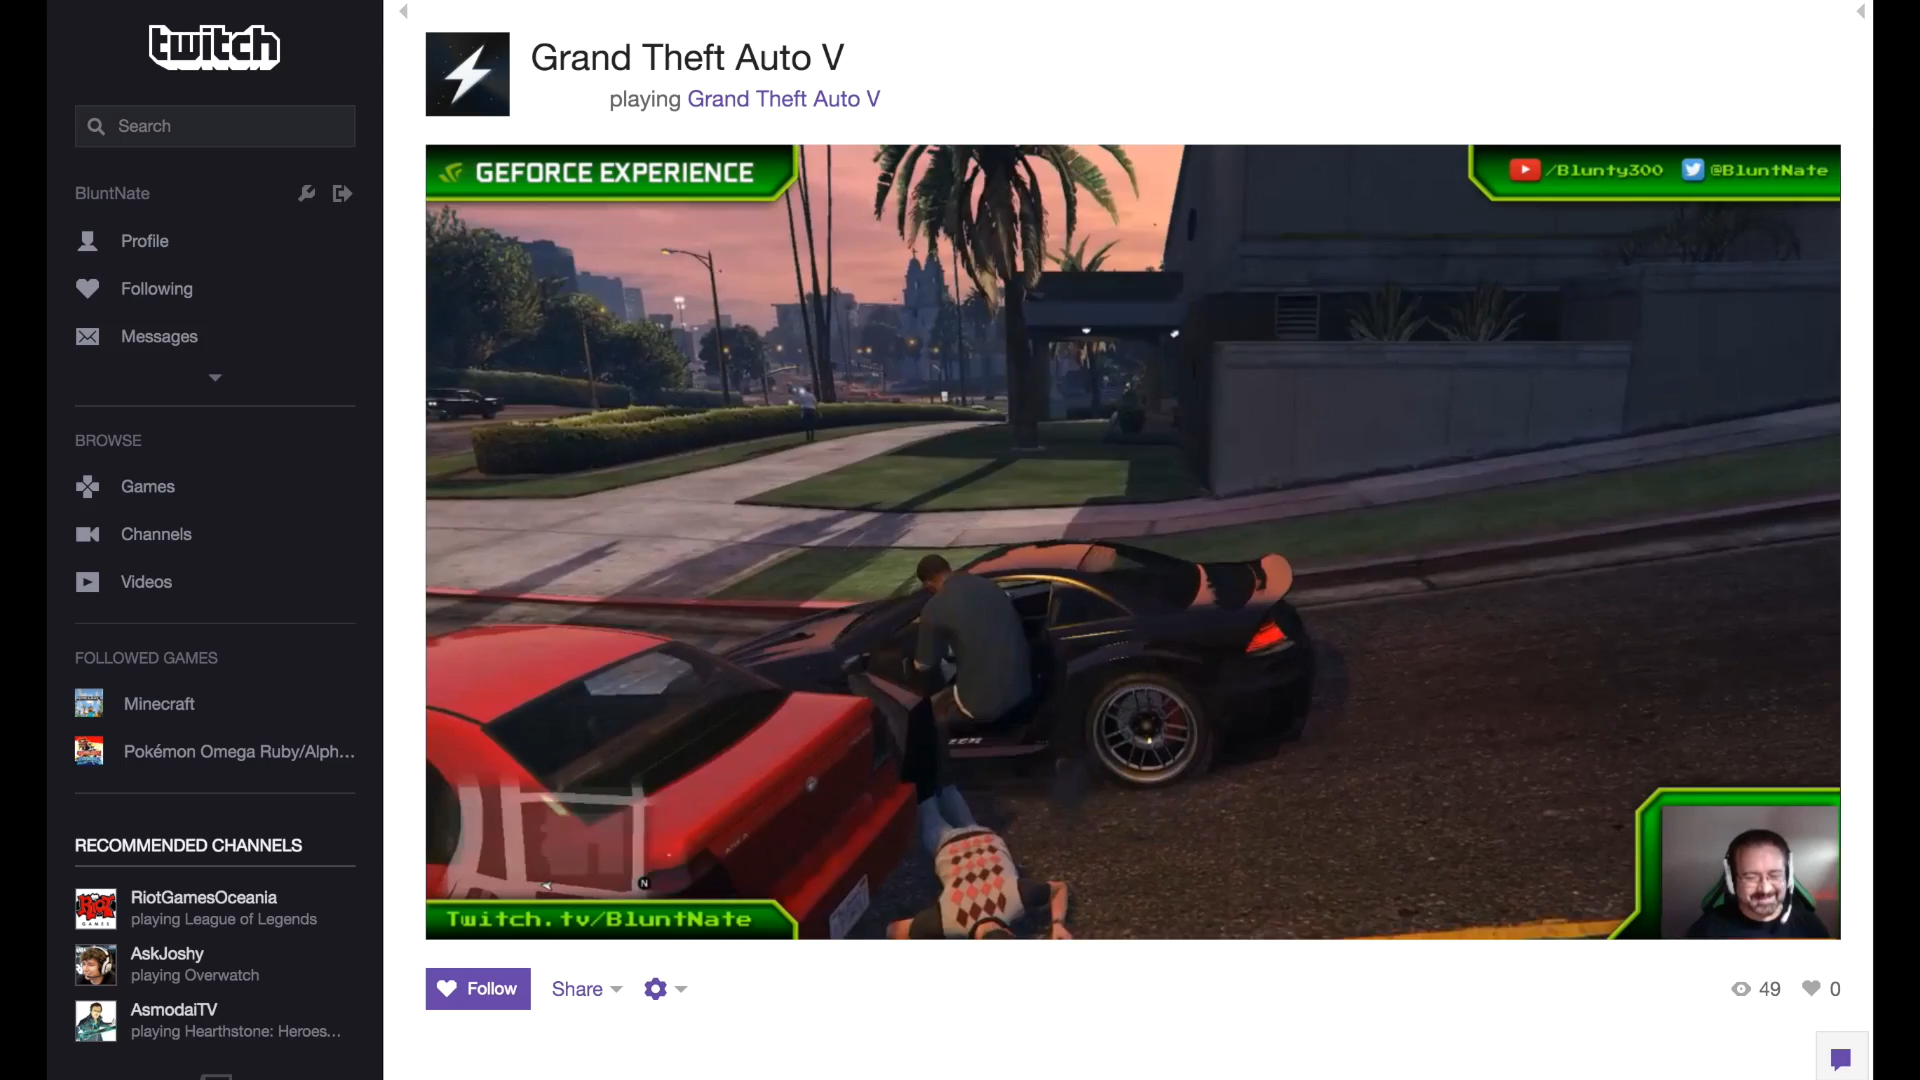 twitch
Search
BluntNate
Profile
Following
Messages
BROWSE
Games
Channels
Videos
FOLLOWED GAMES
Minecraft
Pokémon Omega Ruby/Alph...
RECOMMENDED CHANNELS
RiotGamesOceania
playing League of Legends
AskJoshy
playing Overwatch
AsmodaiTV
playing Hearthstone: Heroes...
Grand Theft Auto V
playing Grand Theft Auto V
GEFORCE EXPERIENCE
/Blunty300 @BluntNate
N
Twitch.tv/BluntNate
Follow Share
49 0